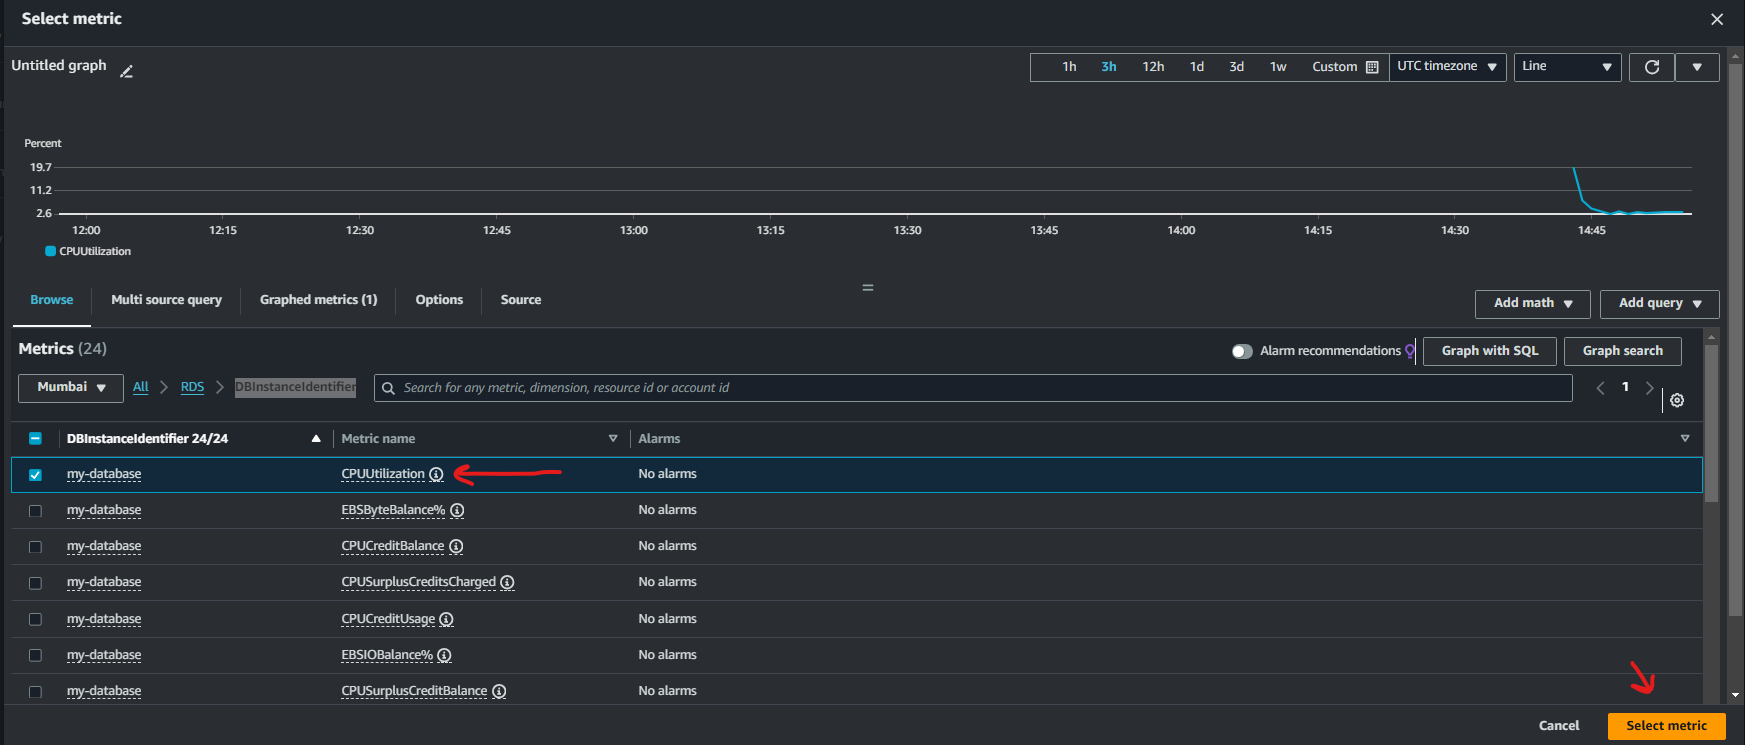 Select metric
Untitled graph
1h 3h 12h 1d 3d 1w Custom UTC timezone Line
Percent
19.7
11.2
2.6
12:00 12:15 12:30 12:45 13:00 13:15 13:30 13:45 14:00 14:15 14:30 14:45
CPUUtilization
Browse Multi source query Graphed metrics (1) Options Source
Add math Add query
Metrics (24)
Alarm recommendations Graph with SQL Graph search
Mumbai All RDS DBInstanceIdentifier Search for any metric, dimension, resource id or account id 1
DBInstanceIdentifier 24/24 Metric name Alarms
my-database CPUUtilization No alarms
my-database EBSByteBalance% No alarms
my-database CPUCreditBalance No alarms
my-database CPUSurplusCreditsCharged No alarms
my-database CPUCreditUsage No alarms
my-database EBSIOBalance% No alarms
my-database CPUSurplusCreditBalance No alarms
Cancel Select metric